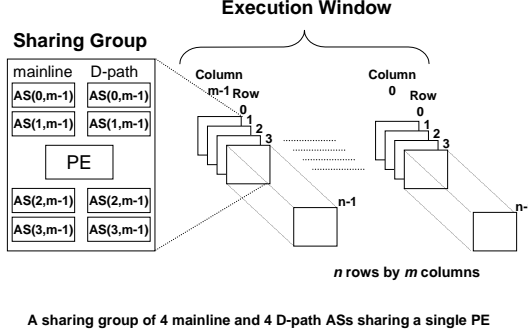 Execution Window
Sharing Group
mainline D-path
AS(0,m-1) AS(0,m-1)
AS(1,m-1) AS(1,m-1)
PE
AS(2,m-1) AS(2,m-1)
AS(3,m-1) AS(3,m-1)
Column
m-1 Row
0
1
2
3
n-1
Column
0 Row
0
1
2
3
n-
n rows by m columns
A sharing group of 4 mainline and 4 D-path ASs sharing a single PE